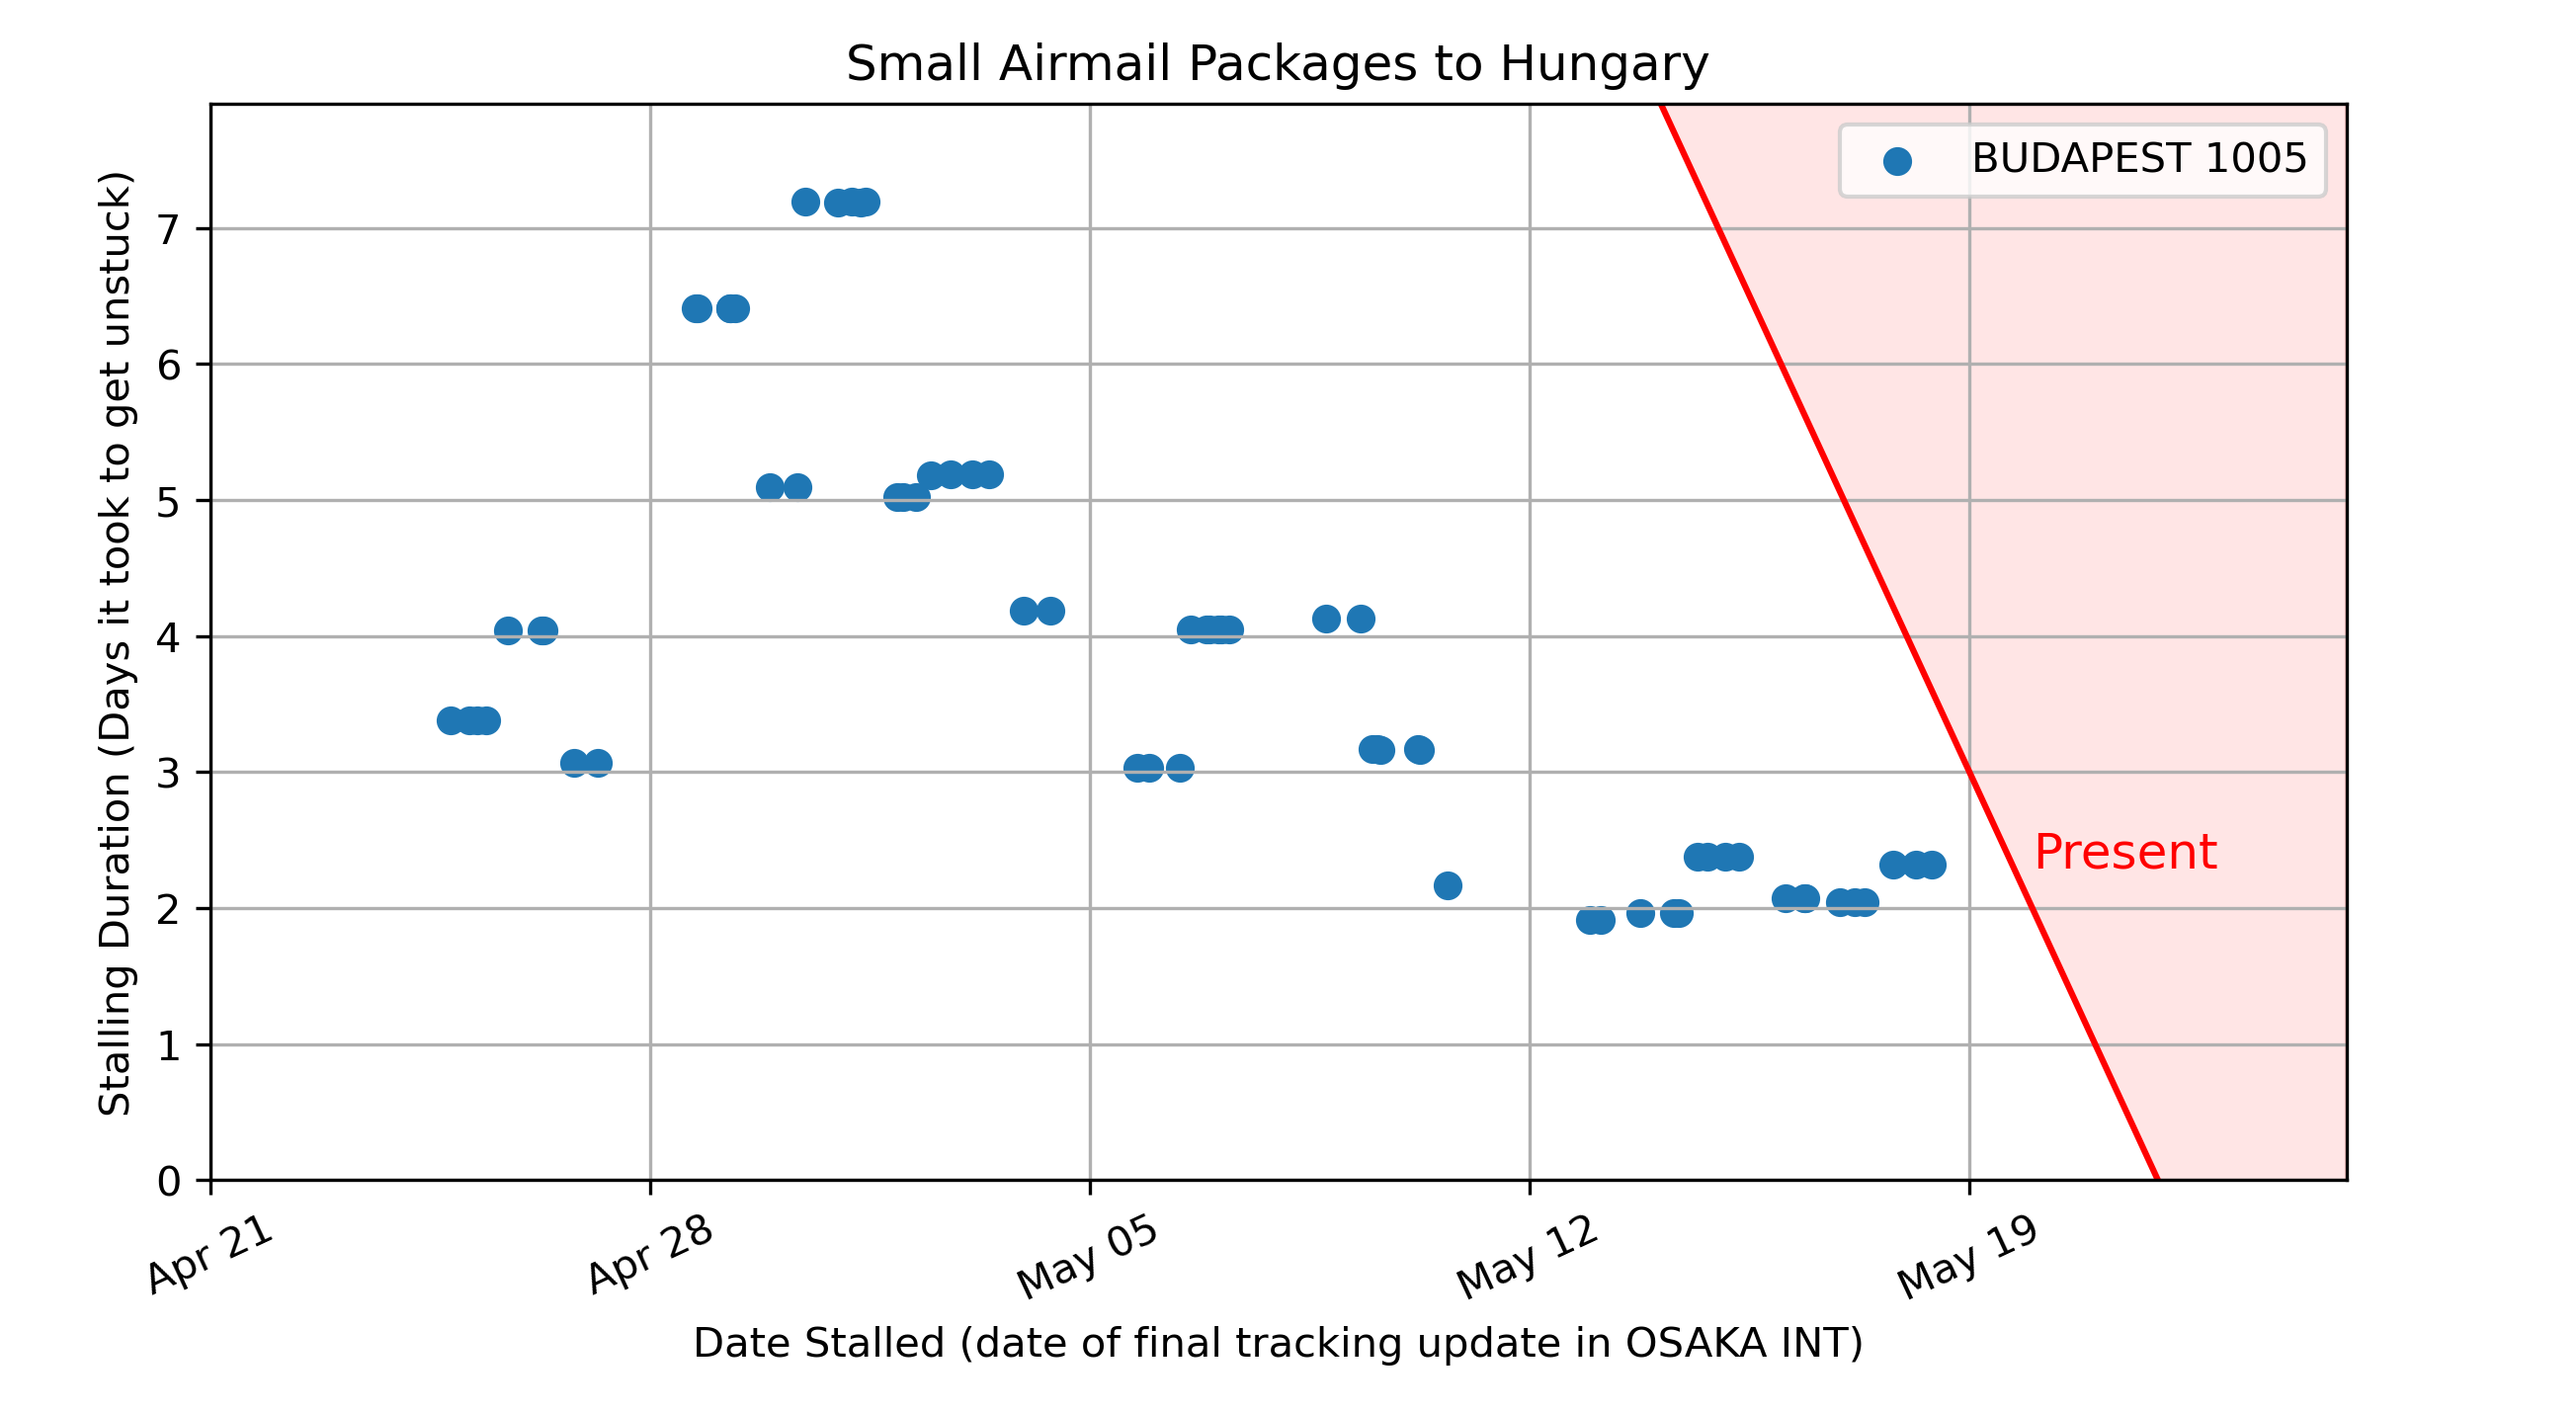 Small Airmail Packages to Hungary
BUDAPEST 1005
Stalling Duration (Days it took to get unstuck)
7
6
5
4
3
2
1
0
Present
Apr 21
Apr 28
May 05
May 12
May 19
Date Stalled (date of final tracking update in OSAKA INT)